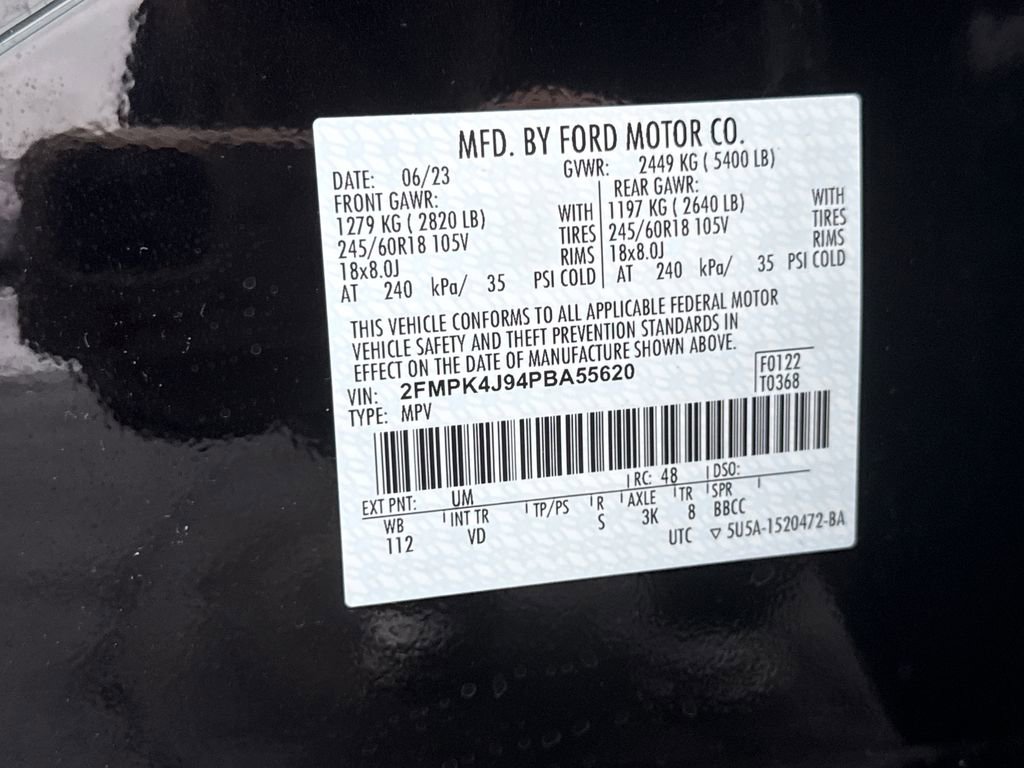 MFD. BY FORD MOTOR CO.
DATE: 06/23 GVWR: 2449 KG ( 5400 LB)
FRONT GAWR: REAR GAWR:
1279 KG ( 2820 LB) WITH 1197 KG ( 2640 LB) WITH
245/60R18 105V TIRES 245/60R18 105V TIRES
18x8.0J RIMS 18x8.0J RIMS
AT 240 kPa/ 35 PSI COLD AT 240 kPa/ 35 PSI COLD
THIS VEHICLE CONFORMS TO ALL APPLICABLE FEDERAL MOTOR
VEHICLE SAFETY AND THEFT PREVENTION STANDARDS IN
EFFECT ON THE DATE OF MANUFACTURE SHOWN ABOVE.
VIN: 2FMPK4J94PBA55620 F0122
TYPE: MPV T0368
EXT PNT: UM RC: 48 DSO:
WB INT TR TP/PS R AXLE TR SPR
112 VD S 3K 8 BBCC
UTC ▽ 5U5A-1520472-BA